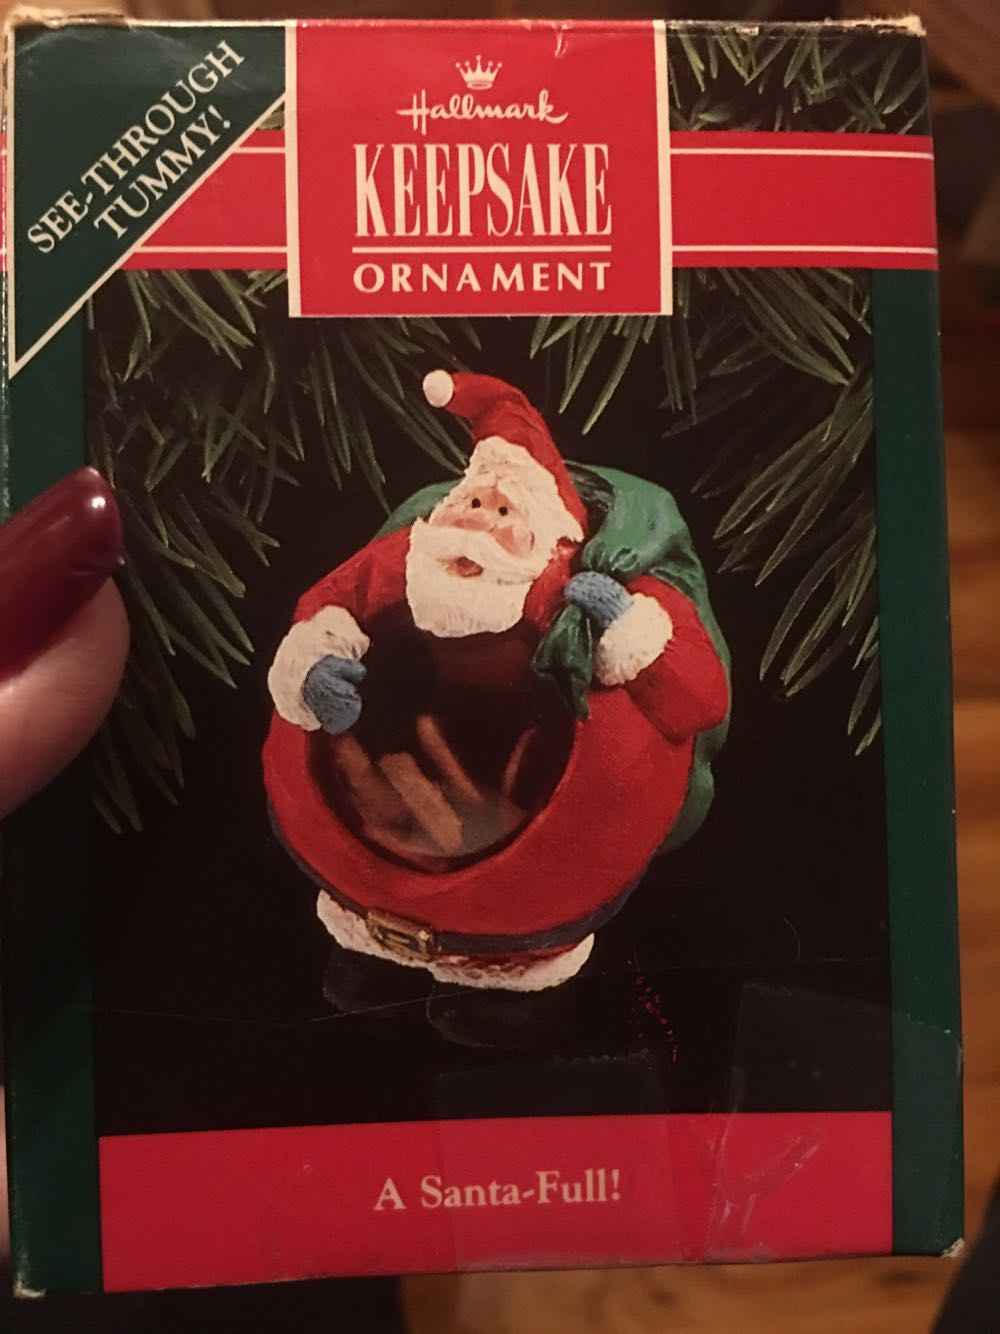 SEE-THROUGH
TUMMY!
Hallmark
KEEPSAKE
ORNAMENT
A Santa-Full!